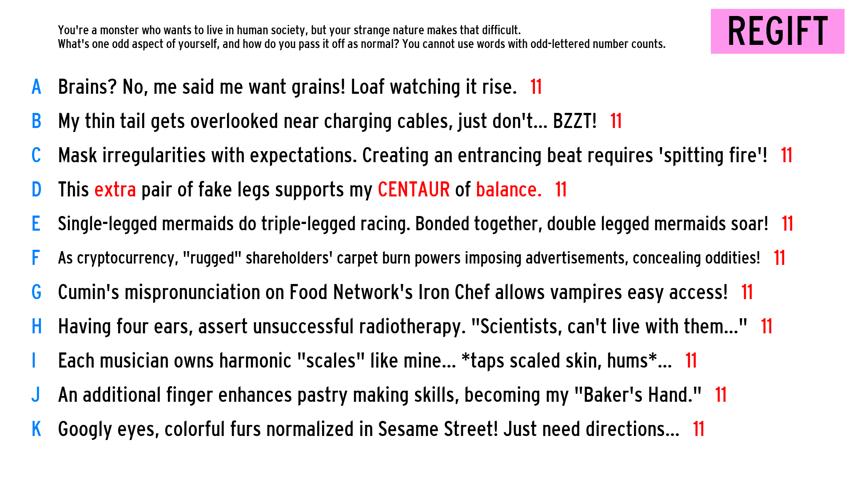 You're a monster who wants to live in human society, but your strange nature makes that difficult.
What's one odd aspect of yourself, and how do you pass it off as normal? You cannot use words with odd-lettered number counts.
REGIFT
A Brains? No, me said me want grains! Loaf watching it rise. 11
B My thin tail gets overlooked near charging cables, just don't... BZZT! 11
C Mask irregularities with expectations. Creating an entrancing beat requires 'spitting fire'! 11
D This extra pair of fake legs supports my CENTAUR of balance. 11
E Single-legged mermaids do triple-legged racing. Bonded together, double legged mermaids soar! 11
F As cryptocurrency, "rugged" shareholders' carpet burn powers imposing advertisements, concealing oddities! 11
G Cumin's mispronunciation on Food Network's Iron Chef allows vampires easy access! 11
H Having four ears, assert unsuccessful radiotherapy. "Scientists, can't live with them..." 11
I Each musician owns harmonic "scales" like mine... *taps scaled skin, hums*... 11
J An additional finger enhances pastry making skills, becoming my "Baker's Hand." 11
K Googly eyes, colorful furs normalized in Sesame Street! Just need directions... 11